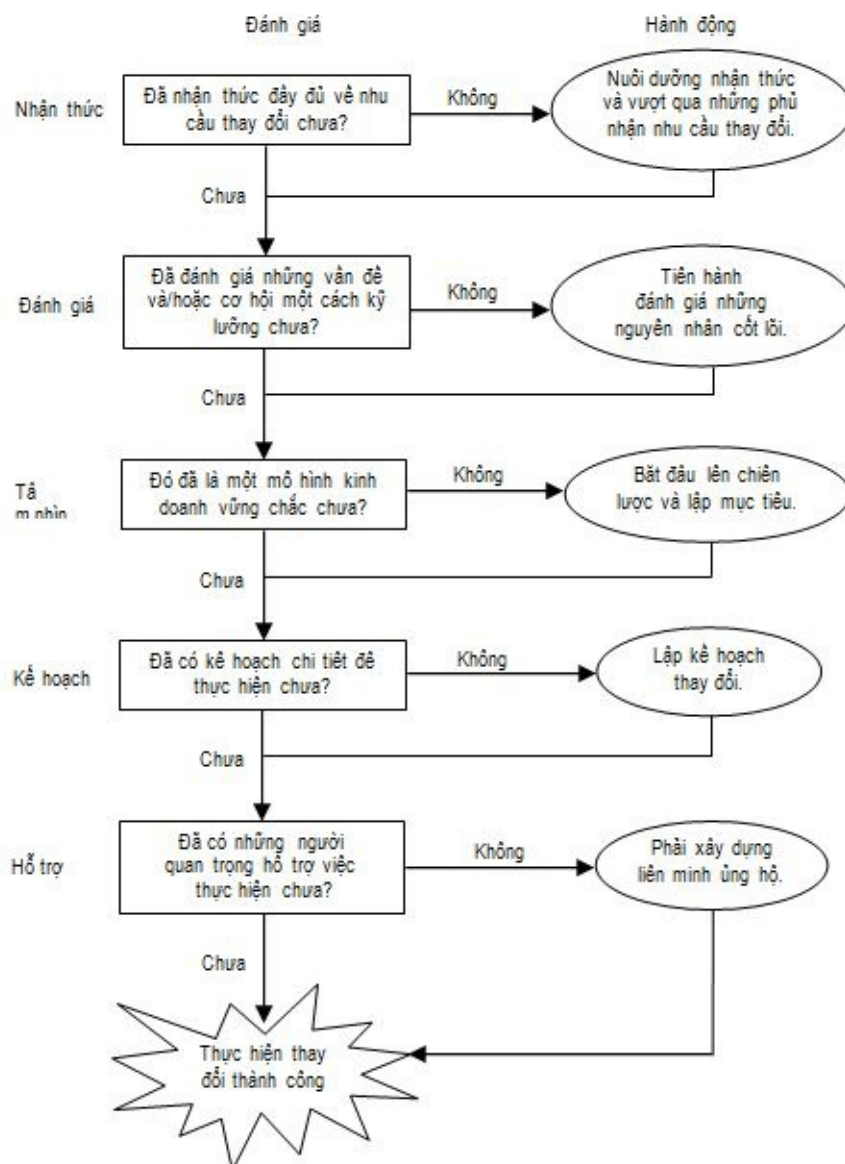 Đánh giá
Hành động
Nhận thức
Đã nhận thức đầy đủ về nhu
cầu thay đổi chưa?
Không
Nuôi dưỡng nhận thức
và vượt qua những phủ
nhận nhu cầu thay đổi.
Chưa
Đánh giá
Đã đánh giá những vấn đề
và/hoặc cơ hội một cách kỹ
lưỡng chưa?
Không
Tiến hành
đánh giá những
nguyên nhân cốt lõi.
Chưa
Tầ
m nhìn
Đó đã là một mô hình kinh
doanh vững chắc chưa?
Không
Bắt đầu lên chiến
lược và lập mục tiêu.
Chưa
Kế hoạch
Đã có kế hoạch chi tiết để
thực hiện chưa?
Không
Lập kế hoạch
thay đổi.
Chưa
Hỗ trợ
Đã có những người
quan trọng hỗ trợ việc
thực hiện chưa?
Không
Phải xây dựng
liên minh ủng hộ.
Chưa
Thực hiện thay
đổi thành công